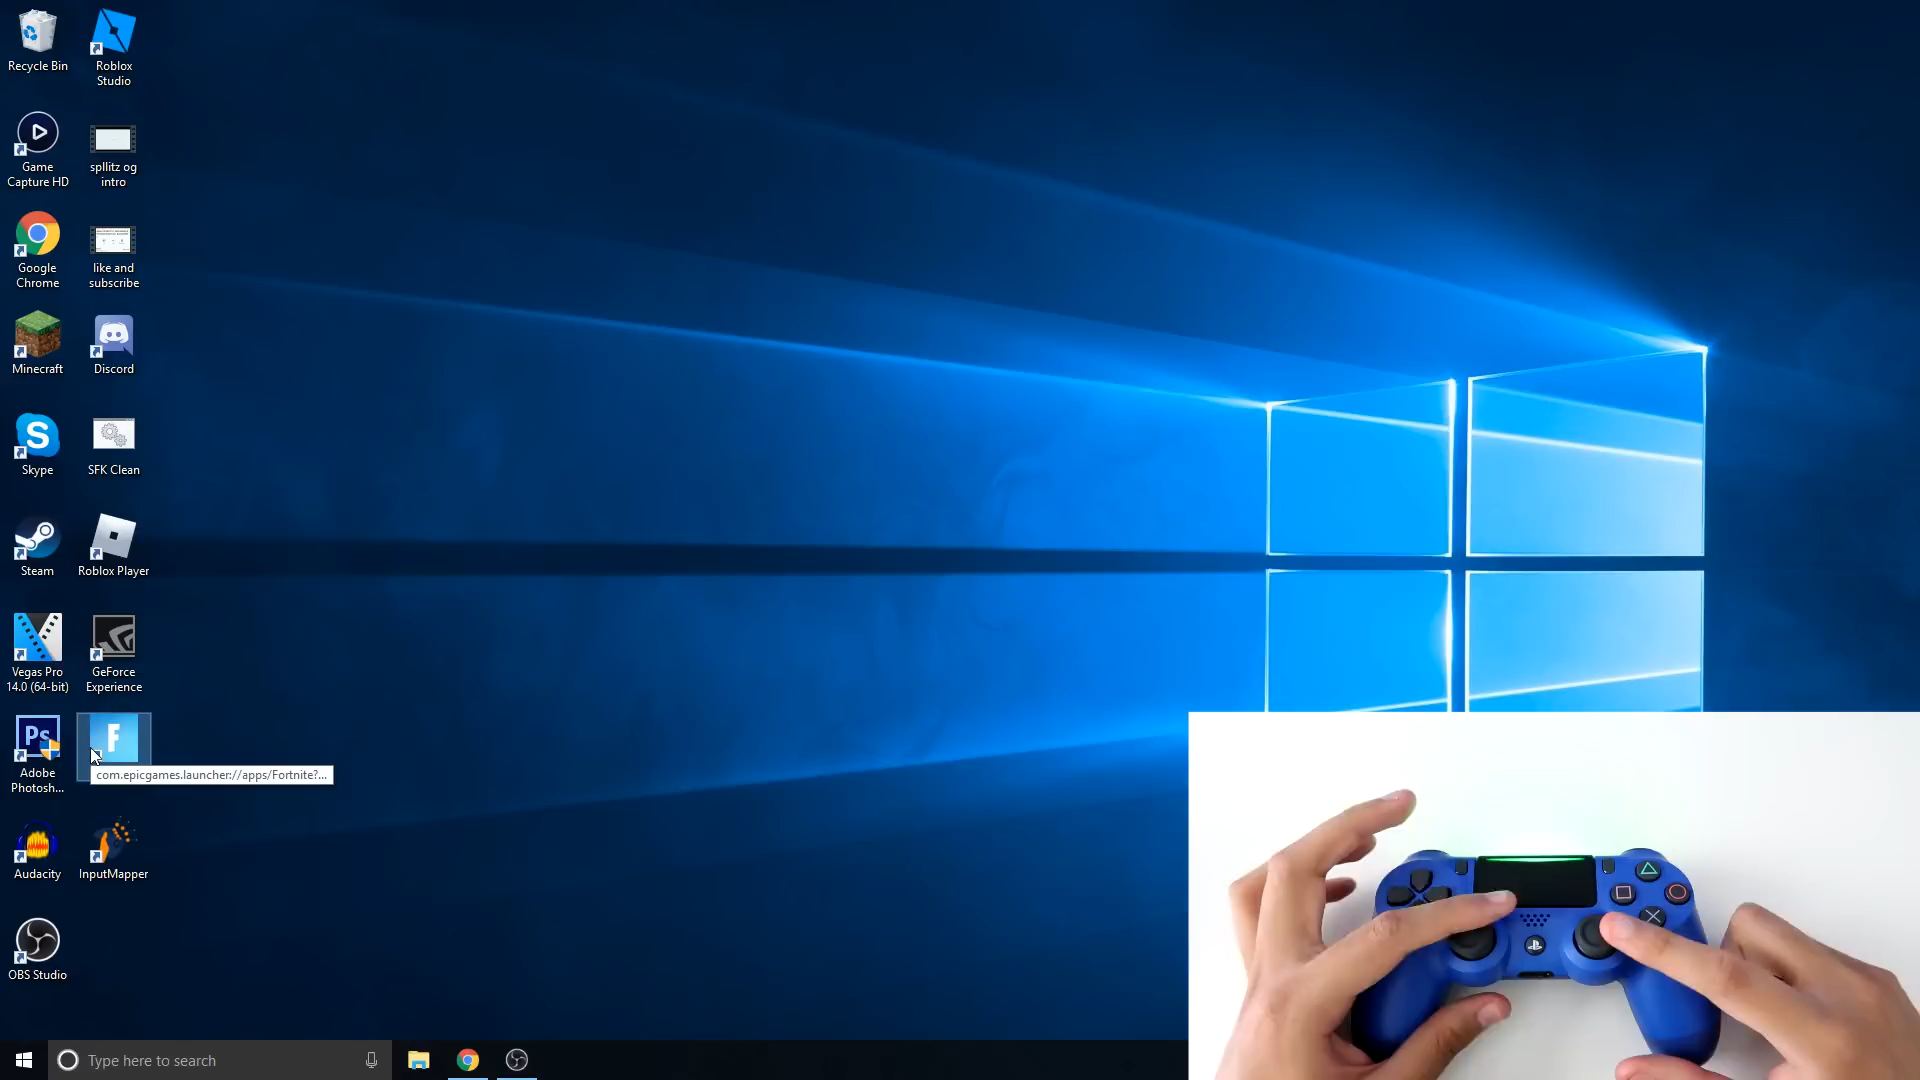 Recycle Bin
Roblox
Studio
Game
Capture HD
spllitz og
intro
Google
Chrome
like and
subscribe
Minecraft
Discord
S
Skype
SFK Clean
Steam
Roblox Player
Vegas Pro
14.0 (64-bit)
GeForce
Experience
Ps
Adobe
Photosh...
F
com.epicgames.launcher://apps/Fortnite?...
Audacity
InputMapper
OBS Studio
Type here to search